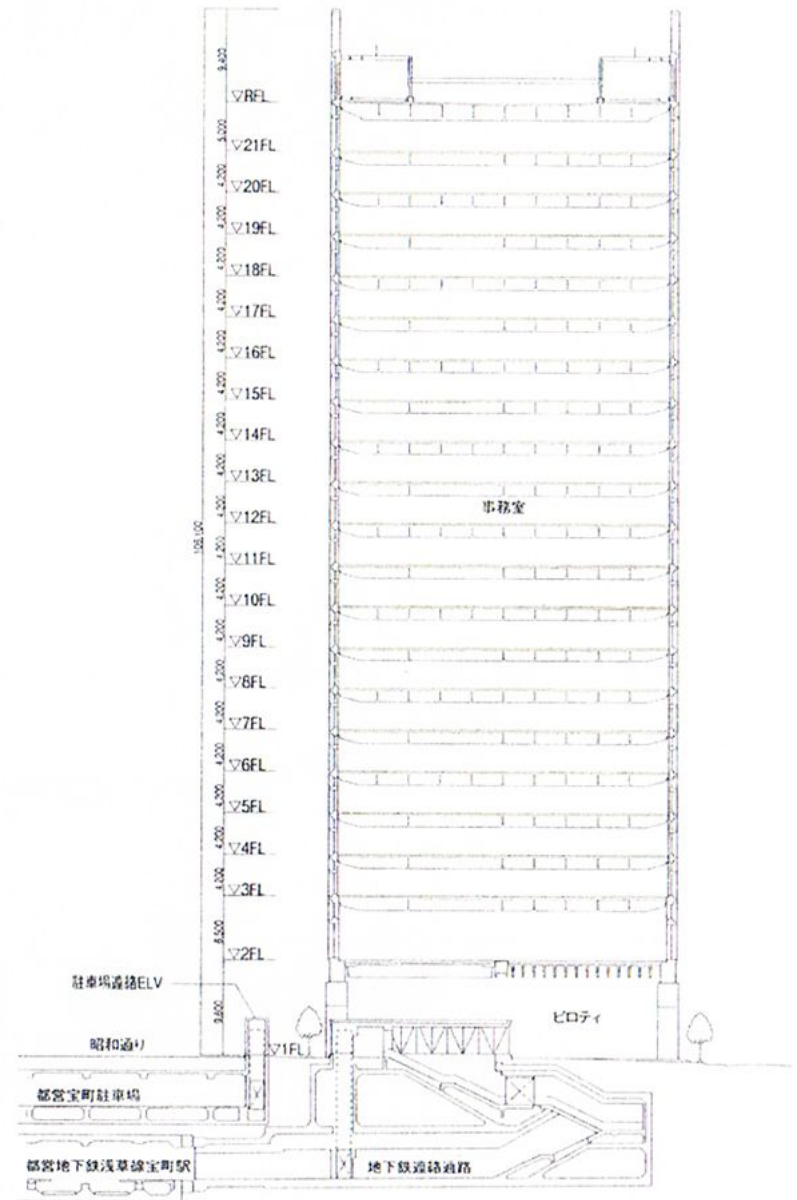 9,400
▽RFL
5,000
▽21FL
4,200
▽20FL
4,200
▽19FL
4,200
▽18FL
4,200
▽17FL
4,200
▽16FL
4,200
▽15FL
4,200
▽14FL
4,200
▽13FL
4,200
事務室
▽12FL
4,200
106,100
▽11FL
4,200
▽10FL
4,200
▽9FL
4,200
▽8FL
4,200
▽7FL
4,200
▽6FL
4,200
▽5FL
4,200
▽4FL
4,200
▽3FL
6,500
▽2FL
駐車場連絡ELV
9,600
ピロティ
昭和通り
▽1FL
都営宝町駐車場
都営地下鉄浅草線宝町駅
地下鉄連絡通路